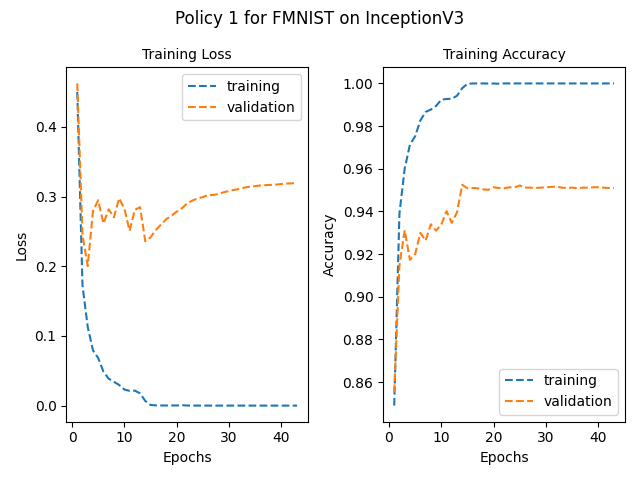 Policy 1 for FMNIST on InceptionV3
Training Loss
training
validation
0.4
0.3
0.2
0.1
0.0
Loss
0
10
20
30
40
Epochs
Training Accuracy
1.00
0.98
0.96
0.94
0.92
0.90
0.88
0.86
Accuracy
training
validation
0
10
20
30
40
Epochs